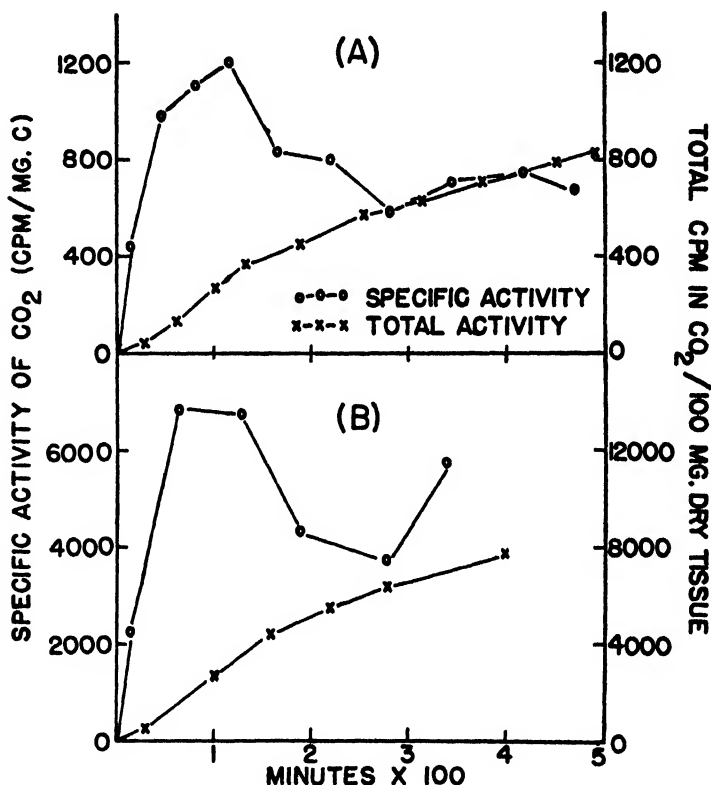 (A)
SPECIFIC ACTIVITY OF CO₂ (CPM/MG. C)
1200
800
400
0
1200
800
400
0
TOTAL CPM IN CO₂/100 MG. DRY TISSUE
o-o-o SPECIFIC ACTIVITY
x-x-x TOTAL ACTIVITY
(B)
6000
4000
2000
0
12000
8000
4000
0
1 2 3 4 5
MINUTES X 100